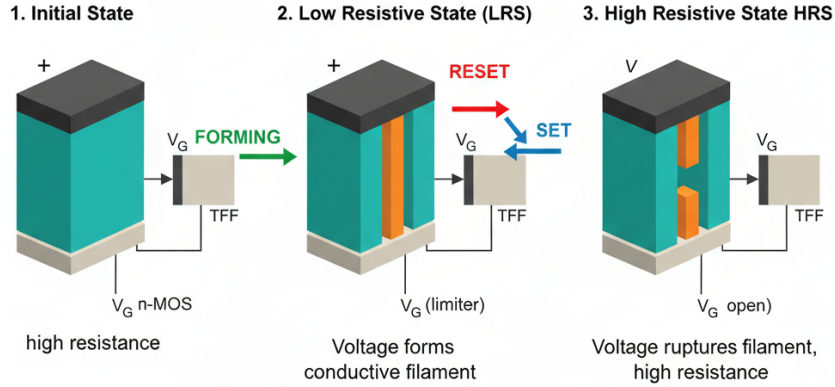 1. Initial State
2. Low Resistive State (LRS)
3. High Resistive State HRS
+
+
V
RESET
FORMING
SET
VG
VG
VG
TFF
TFF
TFF
VG n-MOS
VG (limiter)
VG open)
high resistance
Voltage forms
conductive filament
Voltage ruptures filament,
high resistance